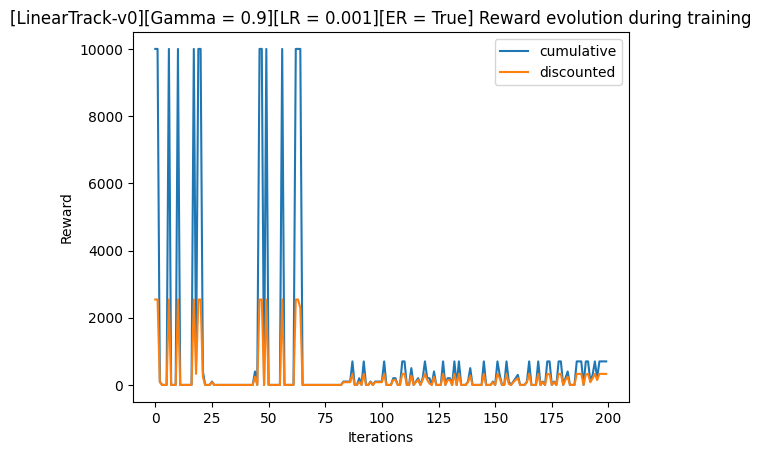 [LinearTrack-v0][Gamma = 0.9][LR = 0.001][ER = True] Reward evolution during training
cumulative
discounted
10000
8000
6000
4000
2000
0
Reward
0 25 50 75 100 125 150 175 200
Iterations